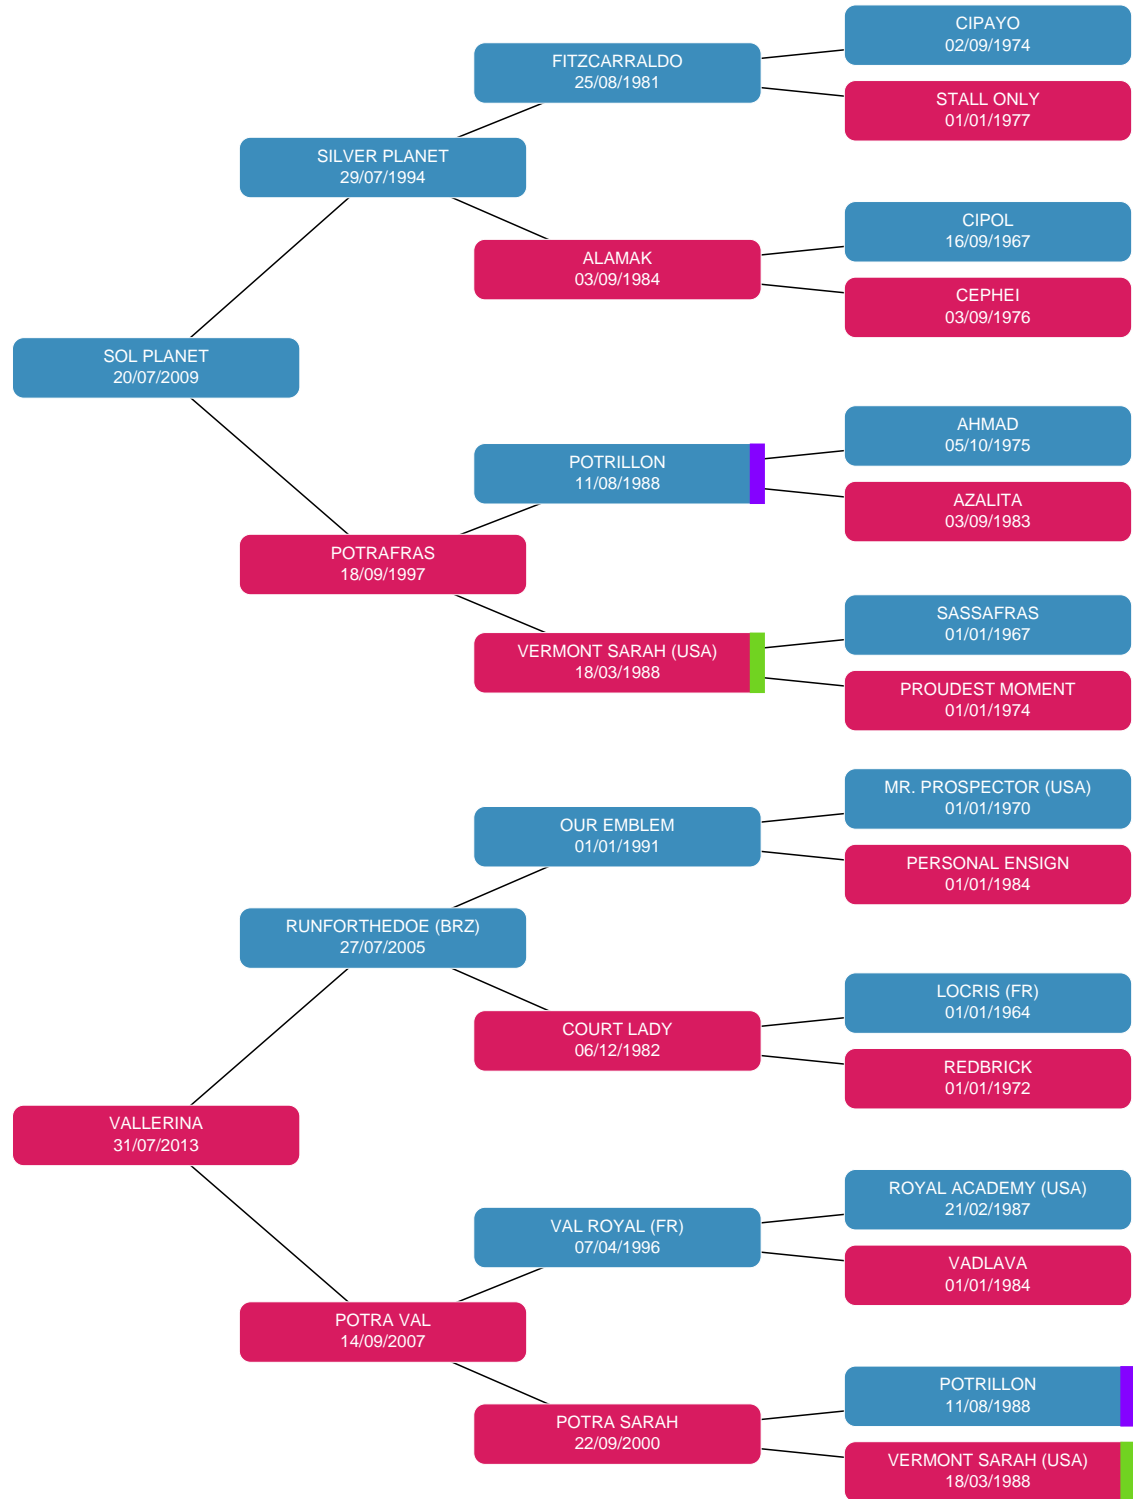 CIPAYO
02/09/1974
FITZCARRALDO
25/08/1981
STALL ONLY
01/01/1977
SILVER PLANET
29/07/1994
CIPOL
16/09/1967
ALAMAK
03/09/1984
CEPHEI
03/09/1976
SOL PLANET
20/07/2009
AHMAD
05/10/1975
POTRILLON
11/08/1988
AZALITA
03/09/1983
POTRAFRAS
18/09/1997
SASSAFRAS
01/01/1967
VERMONT SARAH (USA)
18/03/1988
PROUDEST MOMENT
01/01/1974
MR. PROSPECTOR (USA)
01/01/1970
OUR EMBLEM
01/01/1991
PERSONAL ENSIGN
01/01/1984
RUNFORTHEDOE (BRZ)
27/07/2005
LOCRIS (FR)
01/01/1964
COURT LADY
06/12/1982
REDBRICK
01/01/1972
VALLERINA
31/07/2013
ROYAL ACADEMY (USA)
21/02/1987
VAL ROYAL (FR)
07/04/1996
VADLAVA
01/01/1984
POTRA VAL
14/09/2007
POTRILLON
11/08/1988
POTRA SARAH
22/09/2000
VERMONT SARAH (USA)
18/03/1988